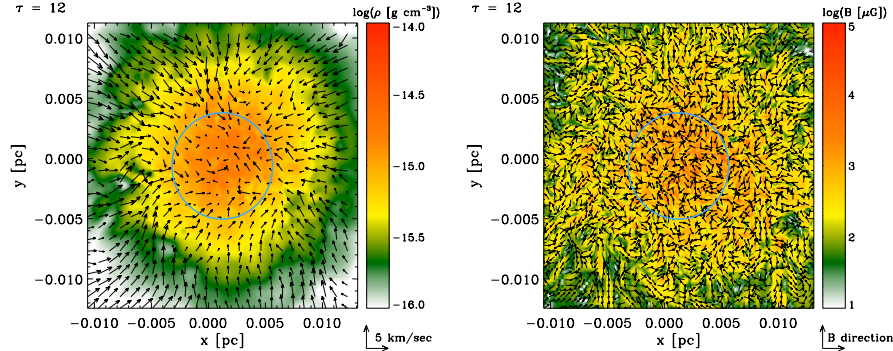 τ = 12
log(ρ [g cm⁻³])
0.010
0.005
0.000
−0.005
−0.010
y [pc]
−0.010 −0.005 0.000 0.005 0.010
x [pc]
−14.0
−14.5
−15.0
−15.5
−16.0
5 km/sec
τ = 12
log(B [μG])
0.010
0.005
0.000
−0.005
−0.010
y [pc]
−0.010 −0.005 0.000 0.005 0.010
x [pc]
5
4
3
2
1
B direction